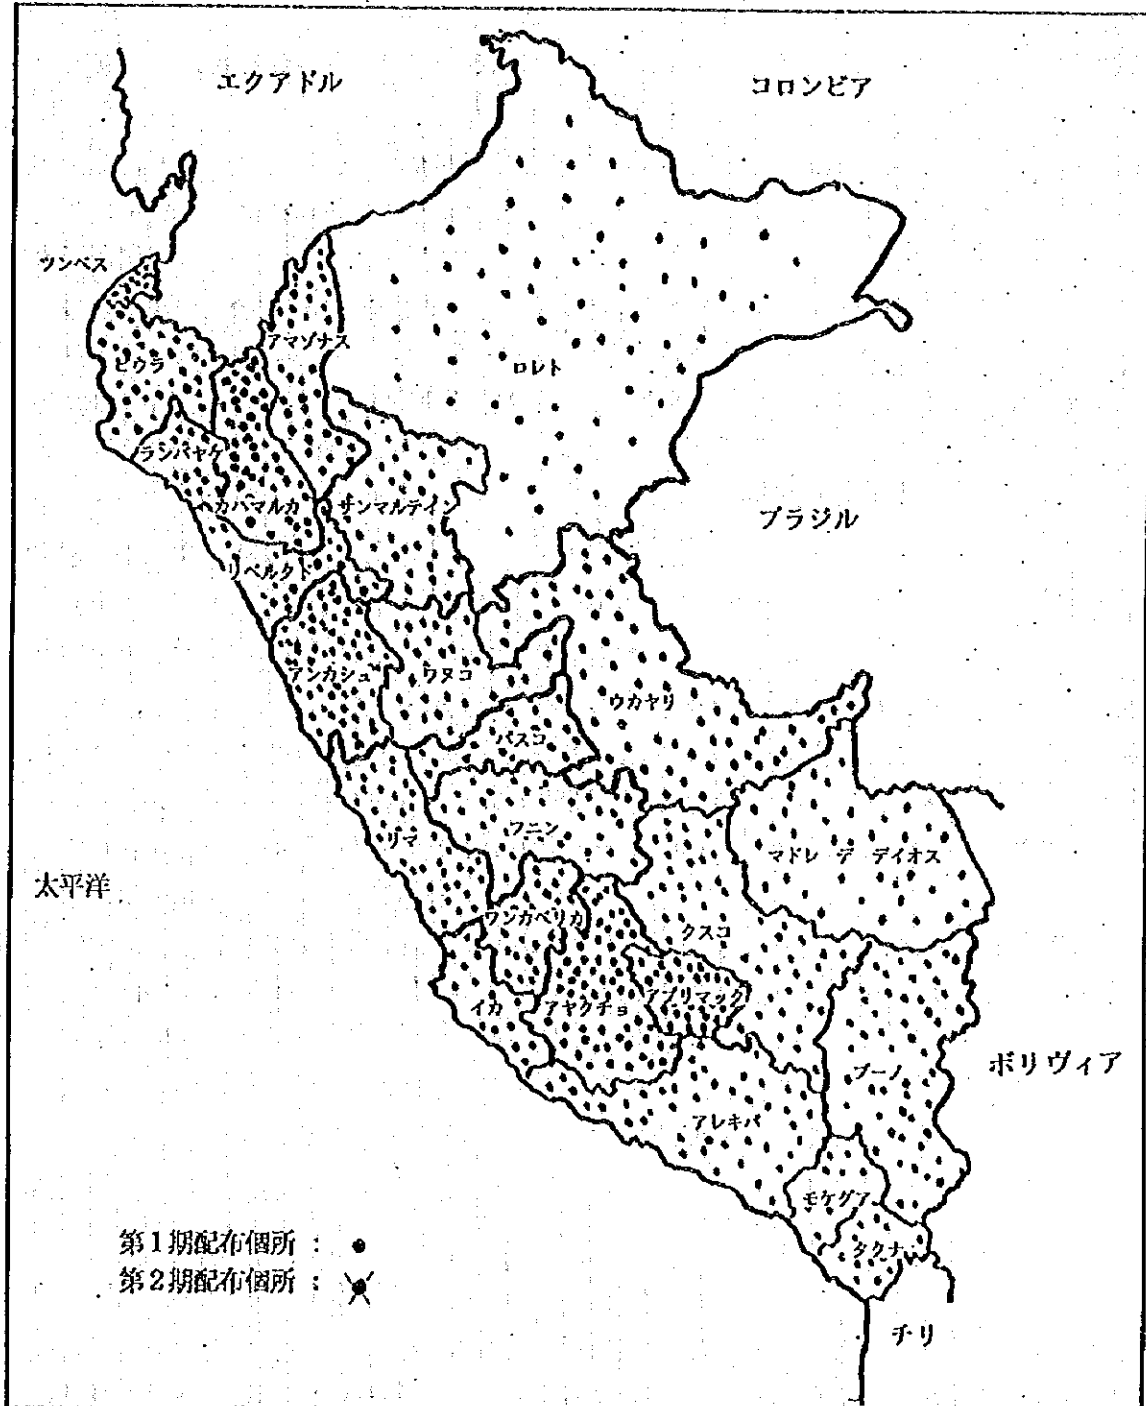 エクアドル
コロンビア
ツンベス
アマゾナス
ピウラ
ロレト
ランバヤケ
カハマルカ
サンマルテイン
ブラジル
リベルクド
アンカシュ
ワヌコ
ウカヤリ
パスコ
リマ
フニン
マドレ デ デイオス
太平洋
ワンカベリカ
クスコ
イカ
アヤクチョ
アプリマック
プーノ
ボリヴィア
アレキパ
モケグア
タクナ
第1期配布個所 :
第2期配布個所 :
チリ